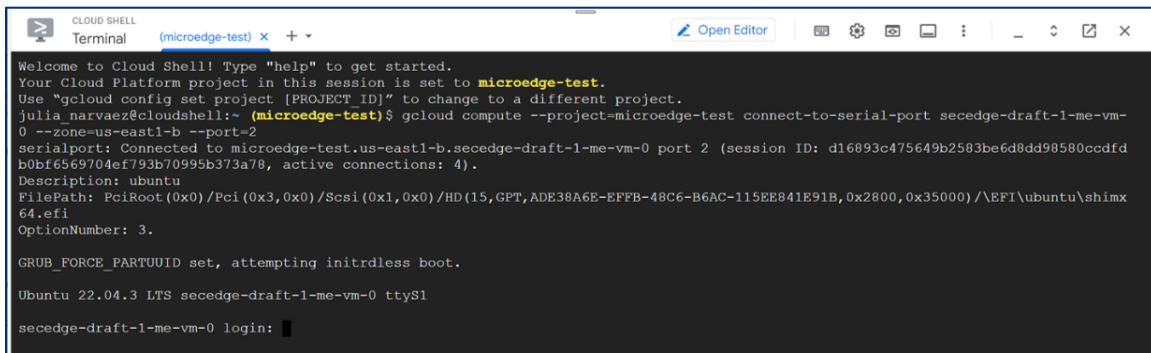 CLOUD SHELL
Terminal
(microedge-test)
Open Editor
Welcome to Cloud Shell! Type "help" to get started.
Your Cloud Platform project in this session is set to microedge-test.
Use "gcloud config set project [PROJECT_ID]" to change to a different project.
julia_narvaez@cloudshell:~ (microedge-test)$ gcloud compute --project=microedge-test connect-to-serial-port secedge-draft-1-me-vm-
0 --zone=us-east1-b --port=2
serialport: Connected to microedge-test.us-east1-b.secedge-draft-1-me-vm-0 port 2 (session ID: d16893c475649b2583be6d8dd98580ccdfd
b0bf6569704ef793b70995b373a78, active connections: 4).
Description: ubuntu
FilePath: PciRoot(0x0)/Pci(0x3,0x0)/Scsi(0x1,0x0)/HD(15,GPT,ADE38A6E-EFFB-48C6-B6AC-115EE841E91B,0x2800,0x35000)/\EFI\ubuntu\shimx
64.efi
OptionNumber: 3.
GRUB_FORCE_PARTUUID set, attempting initrdless boot.
Ubuntu 22.04.3 LTS secedge-draft-1-me-vm-0 ttyS1
secedge-draft-1-me-vm-0 login: